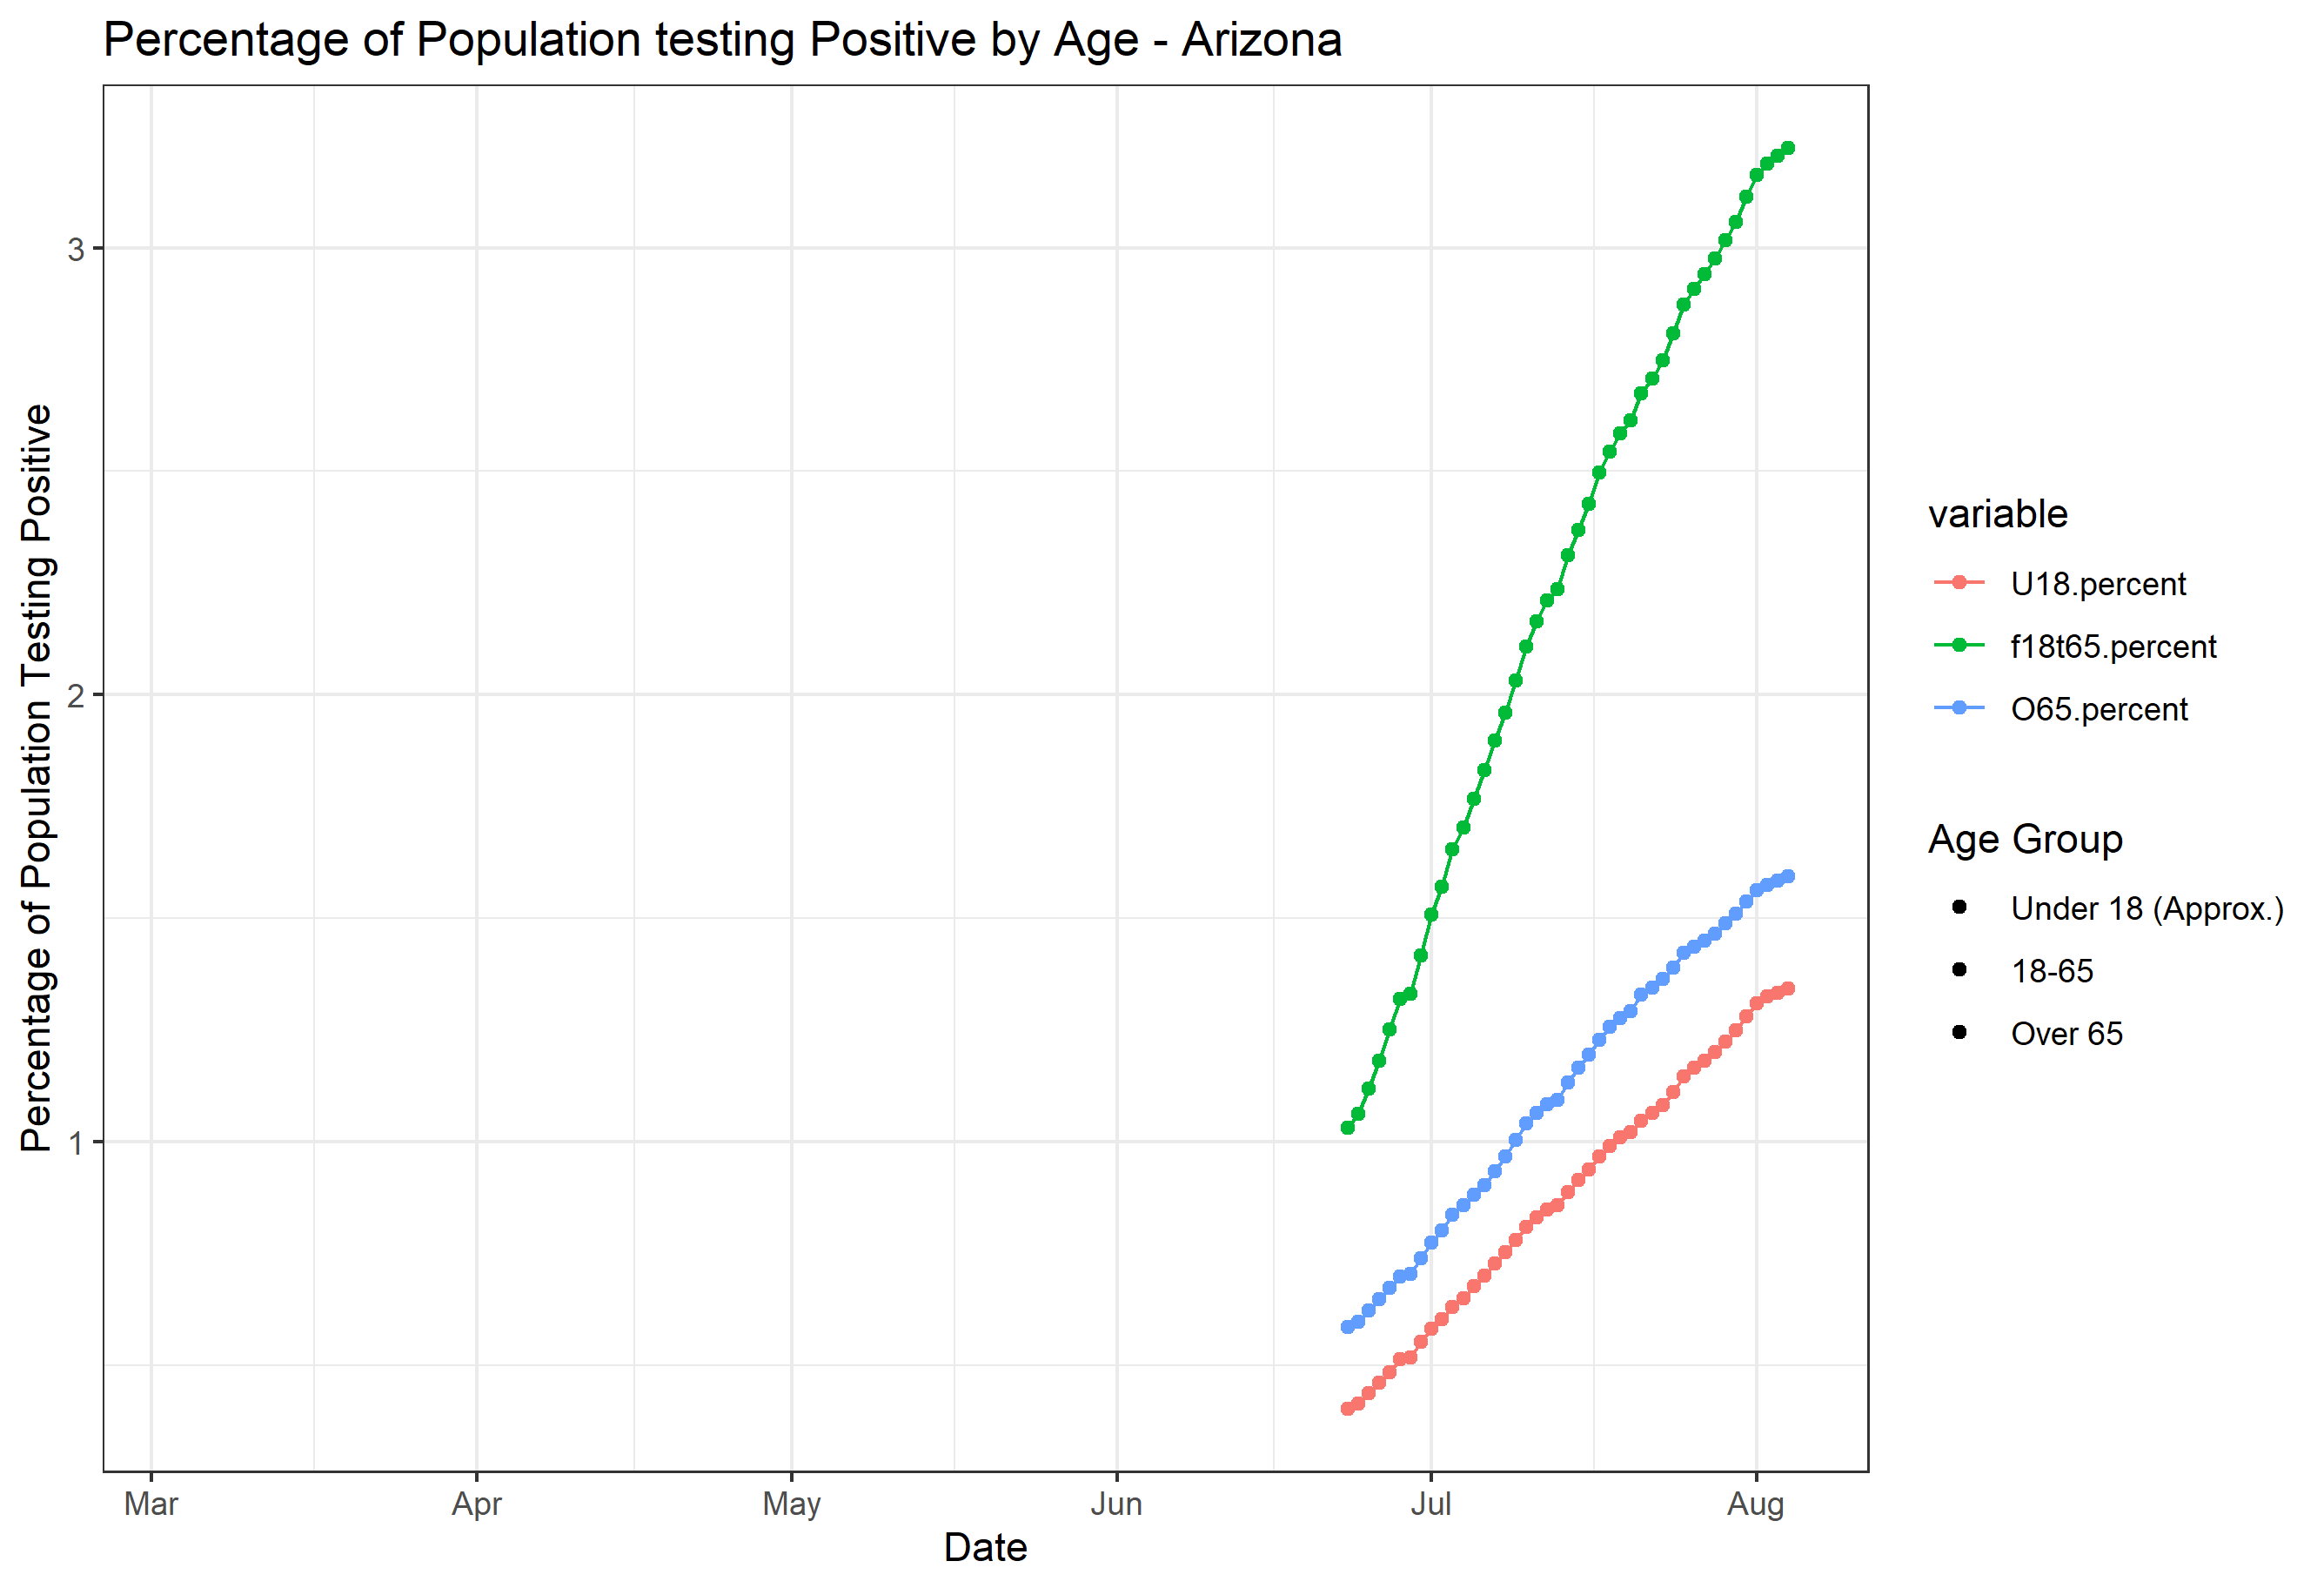 Percentage of Population testing Positive by Age - Arizona
Percentage of Population Testing Positive
3
2
1
Mar
Apr
May
Jun
Jul
Aug
Date
variable
U18.percent
f18t65.percent
O65.percent
Age Group
Under 18 (Approx.)
18-65
Over 65